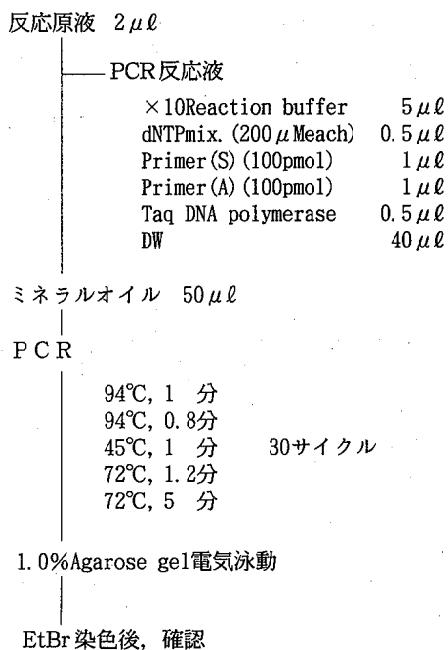 反応原液 2μℓ
PCR反応液
×10Reaction buffer 5μℓ
dNTPmix.(200μMeach) 0.5μℓ
Primer(S)(100pmol) 1μℓ
Primer(A)(100pmol) 1μℓ
Taq DNA polymerase 0.5μℓ
DW 40μℓ
ミネラルオイル 50μℓ
PCR
94℃, 1 分
94℃, 0.8分
45℃, 1 分 30サイクル
72℃, 1.2分
72℃, 5 分
1.0%Agarose gel電気泳動
EtBr染色後，確認